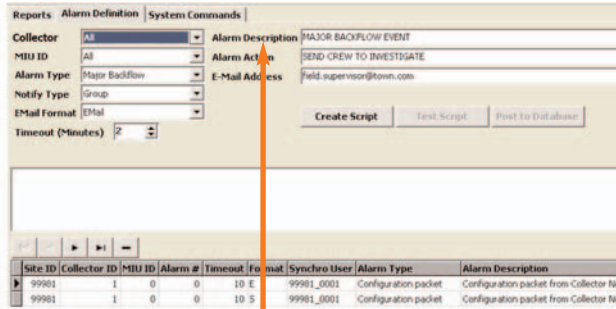 Reports Alarm Definition System Commands
Collector All Alarm Description MAJOR BACKFLOW EVENT
MIU ID All Alarm Action SEND CREW TO INVESTIGATE
Alarm Type Major Backflow E-Mail Address field.supervisor@town.com
Notify Type Group
EMail Format EMail Create Script Test Script Post to Database
Timeout (Minutes) 2
Site ID Collector ID MIU ID Alarm # Timeout Format Synchro User Alarm Type Alarm Description
99981 1 0 0 10 E 99981_0001 Configuration packet Configuration packet from Collector N
99981 1 0 0 10 S 99981_0001 Configuration packet Configuration packet from Collector N